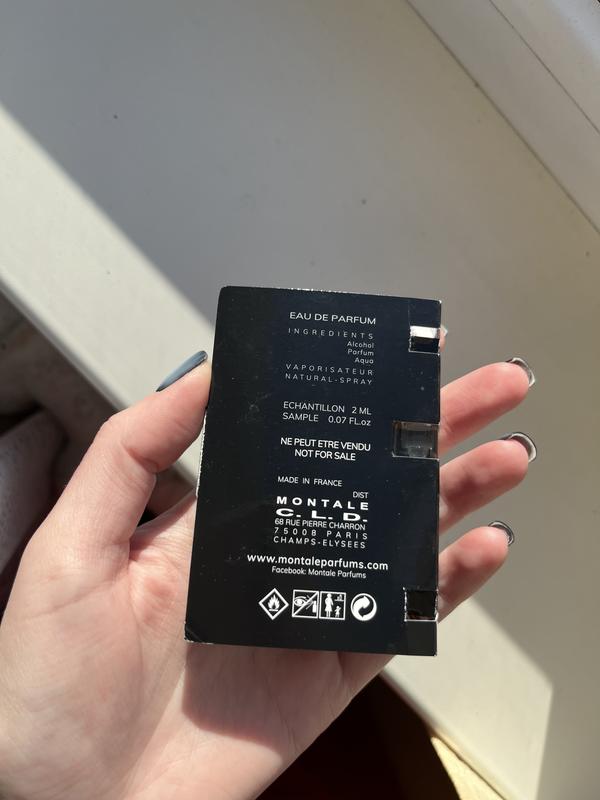 EAU DE PARFUM
INGREDIENTS
Alcohol
Parfum
Aqua
VAPORISATEUR
NATURAL-SPRAY
ECHANTILLON 2 ML
SAMPLE 0.07 FL.oz
NE PEUT ETRE VENDU
NOT FOR SALE
MADE IN FRANCE
DIST
MONTALE
C. L. D.
68 RUE PIERRE CHARRON
75008 PARIS
CHAMPS-ELYSEES
www.montaleparfums.com
Facebook: Montale Parfums